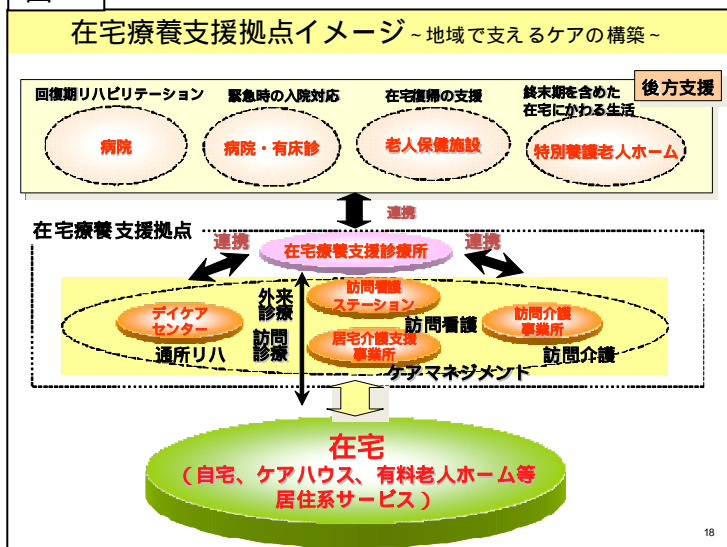 在宅療養支援拠点イメージ ~地域で支えるケアの構築~
後方支援
回復期リハビリテーション
病院
緊急時の入院対応
病院・有床診
在宅復帰の支援
老人保健施設
終末期を含めた
在宅にかわる生活
特別養護老人ホーム
連携
在宅療養支援拠点
連携
在宅療養支援診療所
連携
デイケア
センター
通所リハ
外来
診療
訪問
診療
訪問看護
ステーション
訪問看護
居宅介護支援
事業所
ケアマネジメント
訪問介護
事業所
訪問介護
在宅
(自宅、ケアハウス、有料老人ホーム等
居住系サービス)
18